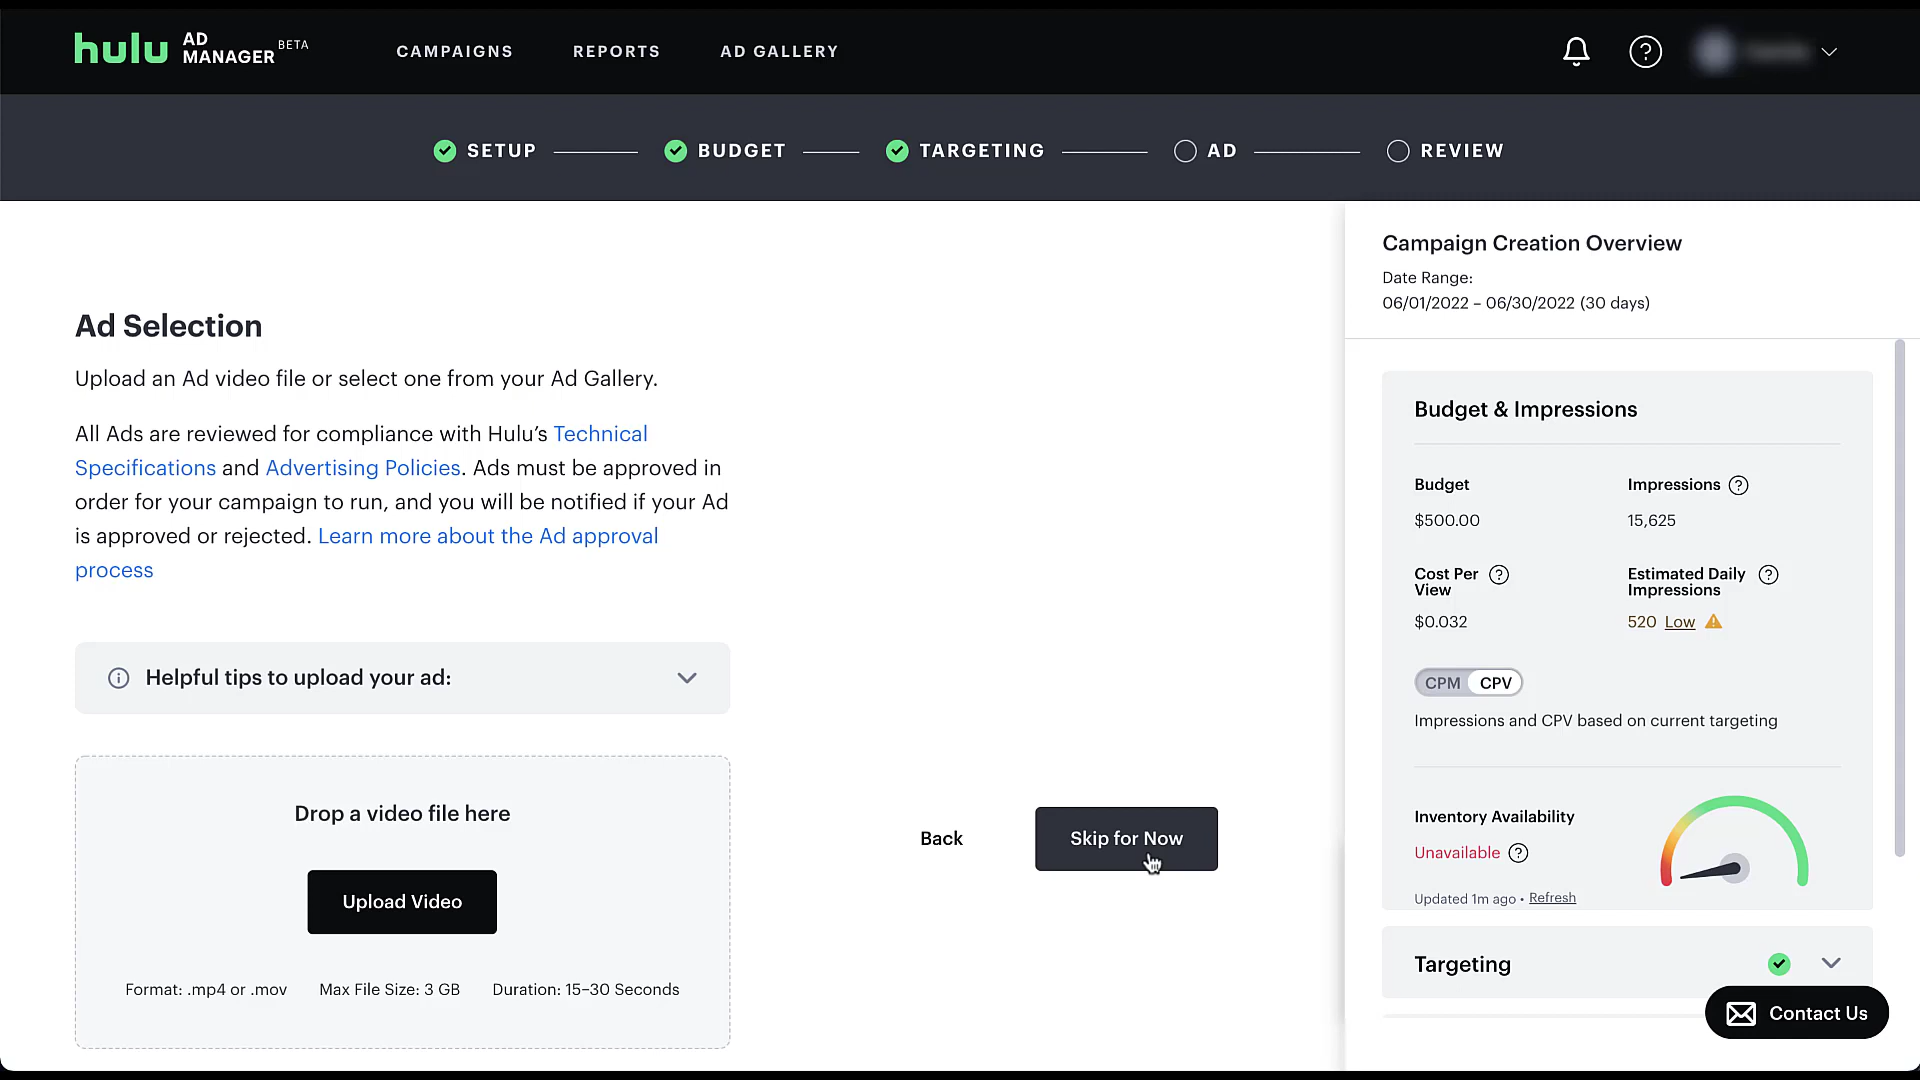 hulu AD MANAGER BETA
CAMPAIGNS REPORTS AD GALLERY
SETUP BUDGET TARGETING AD REVIEW
Ad Selection
Upload an Ad video file or select one from your Ad Gallery.
All Ads are reviewed for compliance with Hulu's Technical
Specifications and Advertising Policies. Ads must be approved in
order for your campaign to run, and you will be notified if your Ad
is approved or rejected. Learn more about the Ad approval
process
Helpful tips to upload your ad:
Drop a video file here
Upload Video
Format: .mp4 or .mov Max File Size: 3 GB Duration: 15–30 Seconds
Back
Skip for Now
Campaign Creation Overview
Date Range:
06/01/2022 – 06/30/2022 (30 days)
Budget & Impressions
Budget Impressions ?
$500.00 15,625
Cost Per View ? Estimated Daily Impressions ?
$0.032 520 Low
CPM CPV
Impressions and CPV based on current targeting
Inventory Availability
Unavailable ?
Updated 1m ago • Refresh
Targeting
Contact Us